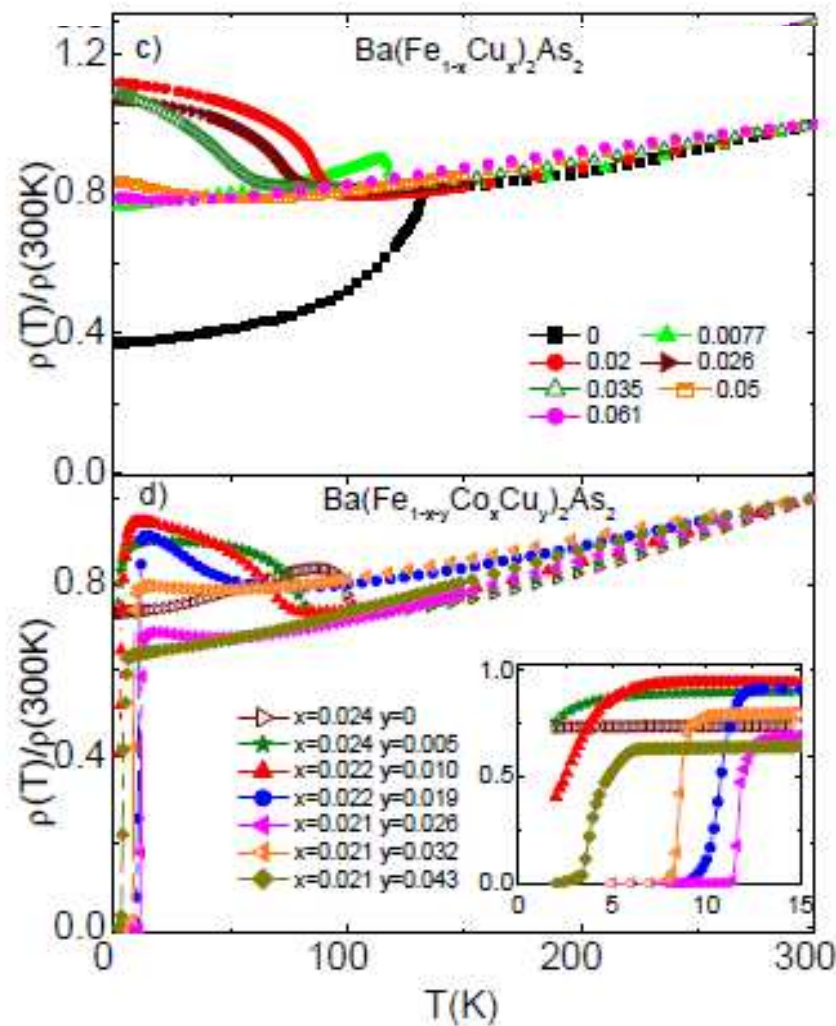 c) Ba(Fe₁₋ₓCuₓ)₂As₂
1.2
0.8
0.4
0.0
ρ(T)/ρ(300K)
0 0.0077
0.02 0.026
0.035 0.05
0.061
d) Ba(Fe₁₋ₓ₋ᵧCoₓCuᵧ)₂As₂
0.8
0.4
0.0
ρ(T)/ρ(300K)
x=0.024 y=0
x=0.024 y=0.005
x=0.022 y=0.010
x=0.022 y=0.019
x=0.021 y=0.026
x=0.021 y=0.032
x=0.021 y=0.043
1.0
0.5
0.0
0 5 10 15
0 100 200 300
T(K)